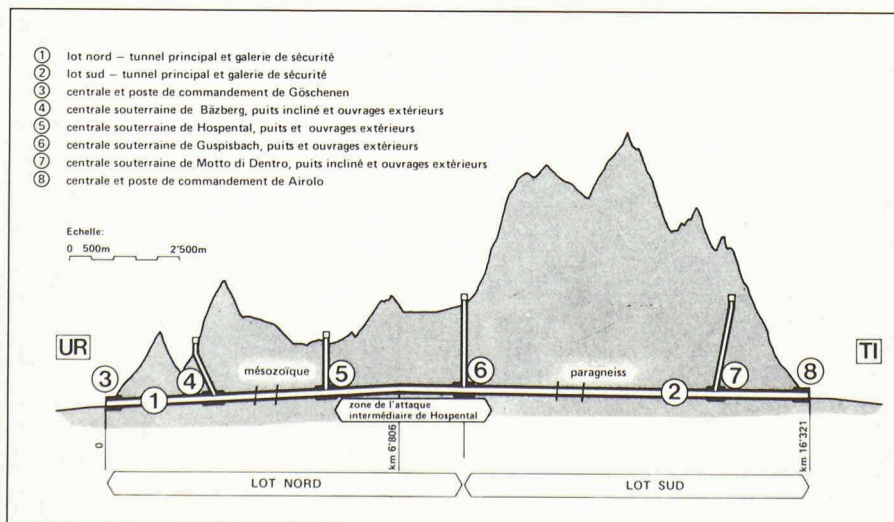 ① lot nord – tunnel principal et galerie de sécurité
② lot sud – tunnel principal et galerie de sécurité
③ centrale et poste de commandement de Göschenen
④ centrale souterraine de Bäzberg, puits incliné et ouvrages extérieurs
⑤ centrale souterraine de Hospental, puits et ouvrages extérieurs
⑥ centrale souterraine de Guspisbach, puits et ouvrages extérieurs
⑦ centrale souterraine de Motto di Dentro, puits incliné et ouvrages extérieurs
⑧ centrale et poste de commandement de Airolo
Echelle:
0 500m 2'500m
UR
TI
mésozoïque
paragneiss
③
①
④
⑤
⑥
②
⑦
⑧
zone de l'attaque
intermédiaire de Hospental
0
km 6'806
km 16'321
LOT NORD
LOT SUD